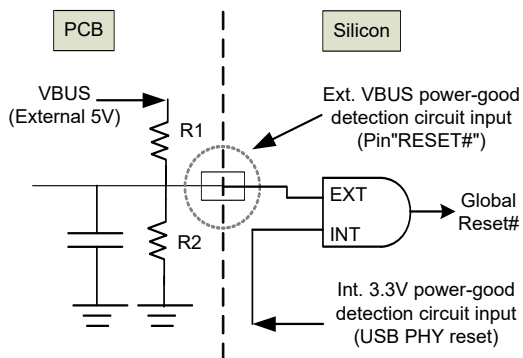 PCB
Silicon
VBUS
(External 5V)
R1
Ext. VBUS power-good
detection circuit input
(Pin"RESET#")
EXT
INT
Global
Reset#
R2
Int. 3.3V power-good
detection circuit input
(USB PHY reset)